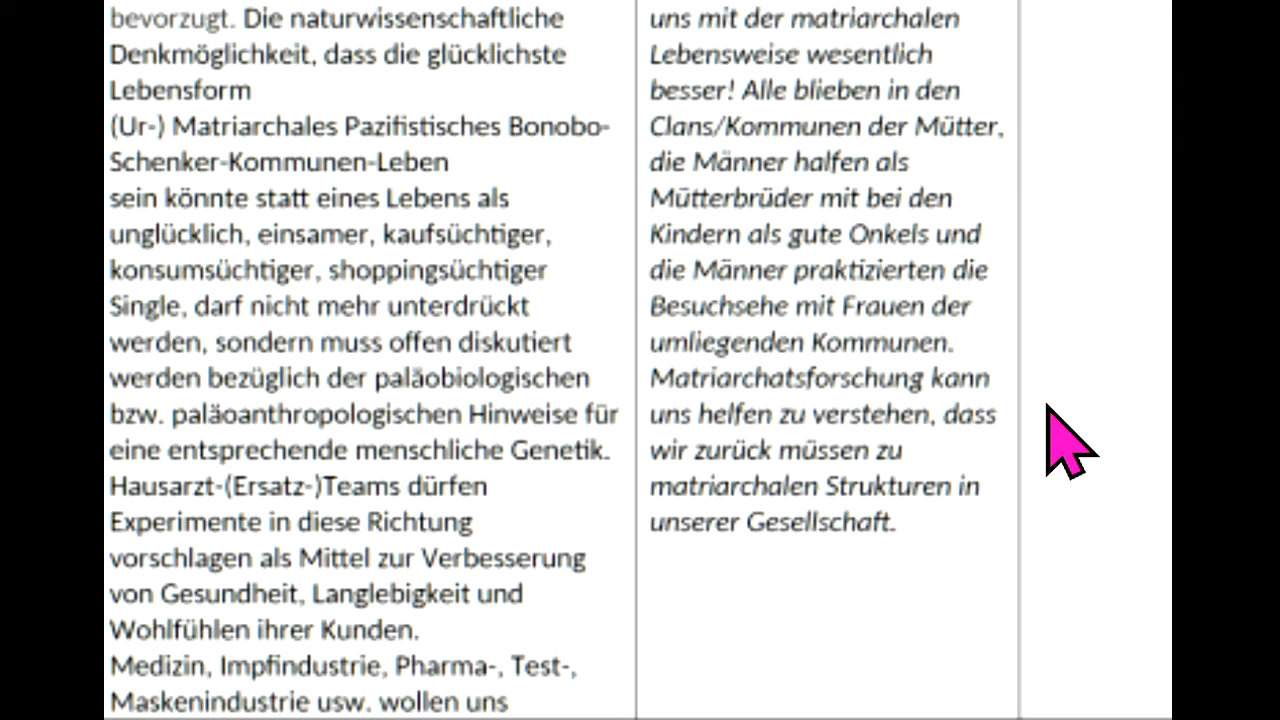 bevorzugt. Die naturwissenschaftliche
Denkmöglichkeit, dass die glücklichste
Lebensform
(Ur-) Matriarchales Pazifistisches Bonobo-
Schenker-Kommunen-Leben
sein könnte statt eines Lebens als
unglücklich, einsamer, kaufsüchtiger,
konsumsüchtiger, shoppingsüchtiger
Single, darf nicht mehr unterdrückt
werden, sondern muss offen diskutiert
werden bezüglich der paläobiologischen
bzw. paläoanthropologischen Hinweise für
eine entsprechende menschliche Genetik.
Hausarzt-(Ersatz-)Teams dürfen
Experimente in diese Richtung
vorschlagen als Mittel zur Verbesserung
von Gesundheit, Langlebigkeit und
Wohlfühlen ihrer Kunden.
Medizin, Impfindustrie, Pharma-, Test-,
Maskenindustrie usw. wollen uns
uns mit der matriarchalen
Lebensweise wesentlich
besser! Alle blieben in den
Clans/Kommunen der Mütter,
die Männer halfen als
Mütterbrüder mit bei den
Kindern als gute Onkels und
die Männer praktizierten die
Besuchsehe mit Frauen der
umliegenden Kommunen.
Matriarchatsforschung kann
uns helfen zu verstehen, dass
wir zurück müssen zu
matriarchalen Strukturen in
unserer Gesellschaft.